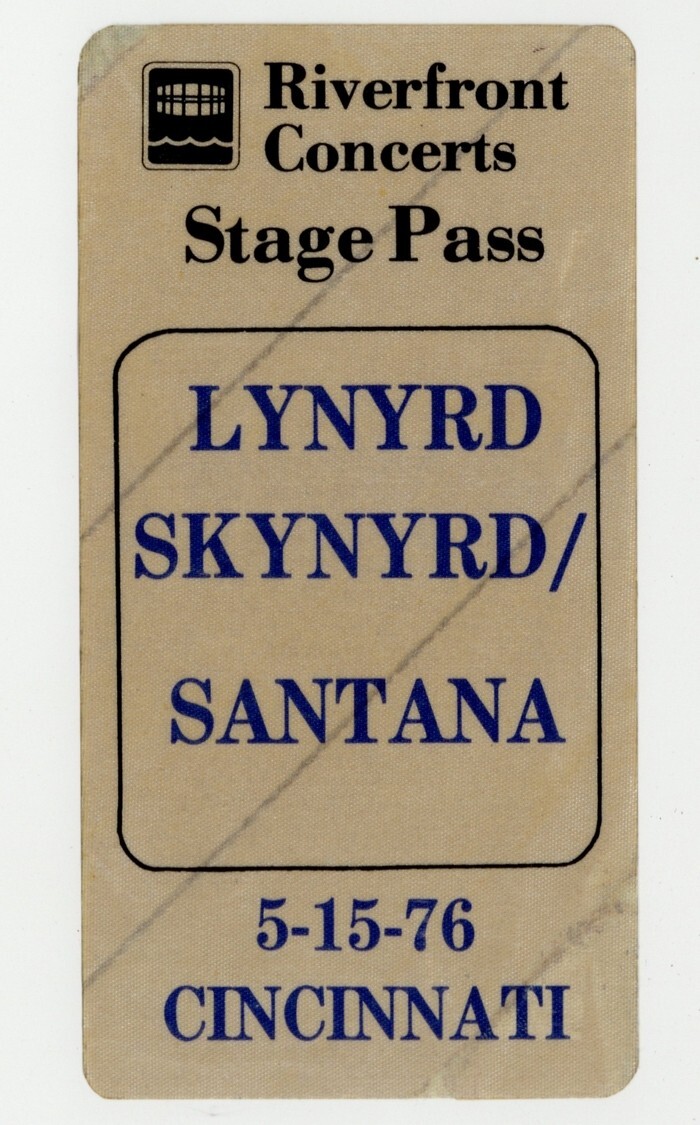 Riverfront
Concerts
Stage Pass
LYNYRD
SKYNYRD/
SANTANA
5-15-76
CINCINNATI